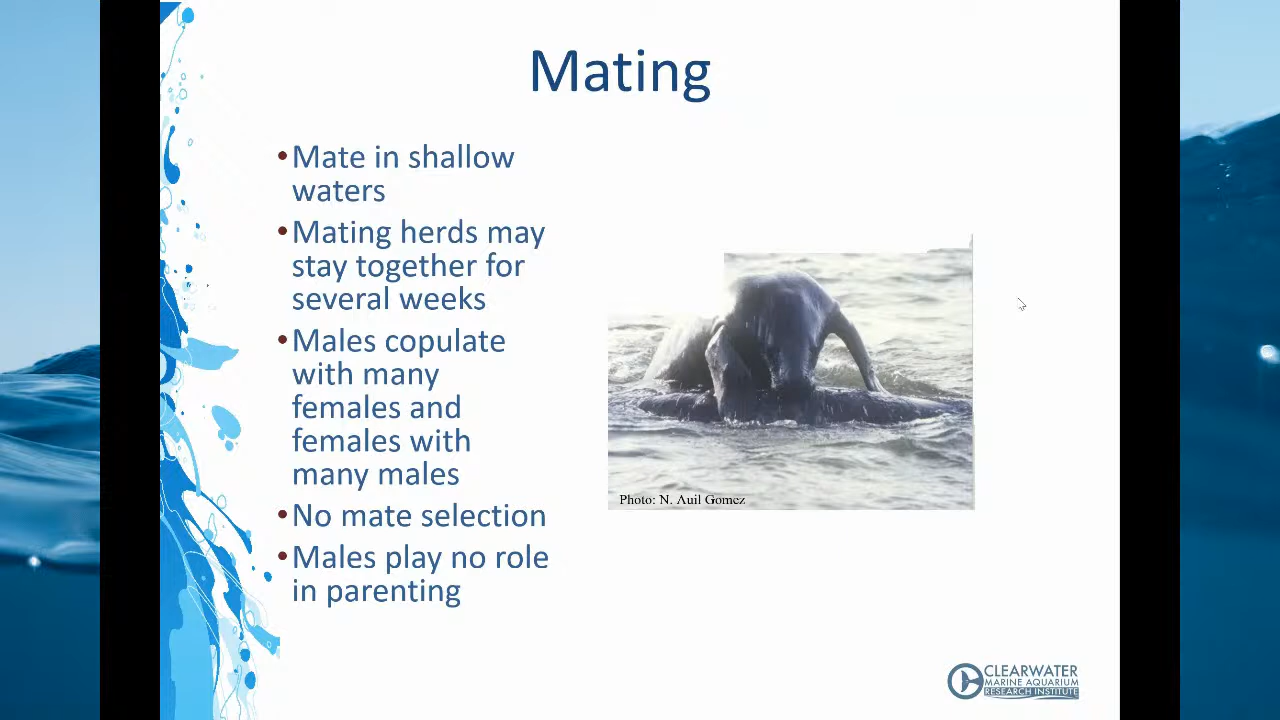 Mating
•Mate in shallow
waters
•Mating herds may
stay together for
several weeks
•Males copulate
with many
females and
females with
many males
•No mate selection
•Males play no role
in parenting
Photo: N. Auil Gomez
CLEARWATER
MARINE AQUARIUM
RESEARCH INSTITUTE